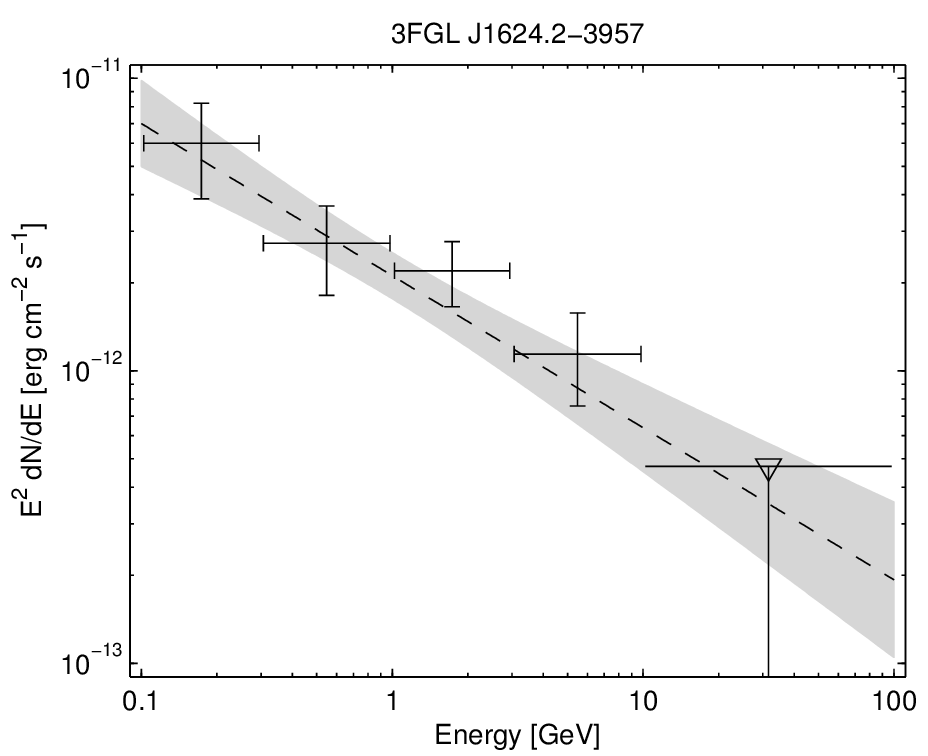 3FGL J1624.2−3957
10⁻¹¹
10⁻¹²
10⁻¹³
E² dN/dE [erg cm⁻² s⁻¹]
0.1 1 10 100
Energy [GeV]